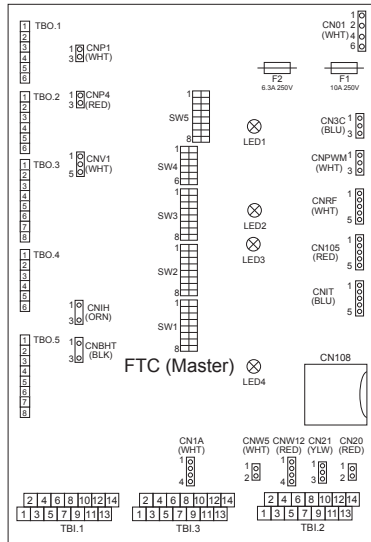 TBO.1
1
2
3
4
5
6
CNP1
(WHT)
1
3
CN01
(WHT)
1
2
4
6
F2
6.3A 250V
F1
10A 250V
TBO.2
1
2
3
4
5
6
CNP4
(RED)
1
3
SW5
1
8
LED1
CN3C
(BLU)
1
3
TBO.3
1
2
3
4
5
6
7
8
CNV1
(WHT)
1
5
SW4
1
6
CNPWM
(WHT)
1
3
SW3
1
8
LED2
CNRF
(WHT)
1
5
TBO.4
1
2
3
4
5
6
SW2
1
8
LED3
CN105
(RED)
1
5
CNIT
(BLU)
1
5
CNIH
(ORN)
1
3
SW1
1
8
TBO.5
1
2
3
4
5
6
7
8
CNBHT
(BLK)
1
3
FTC (Master)
LED4
CN108
CN1A
(WHT)
1
4
CNW5
(WHT)
1
2
CNW12
(RED)
1
4
CN21
(YLW)
1
3
CN20
(RED)
1
2
2 4 6 8 10 12 14
1 3 5 7 9 11 13
TBI.1
2 4 6 8 10 12 14
1 3 5 7 9 11 13
TBI.3
2 4 6 8 10 12 14
1 3 5 7 9 11 13
TBI.2